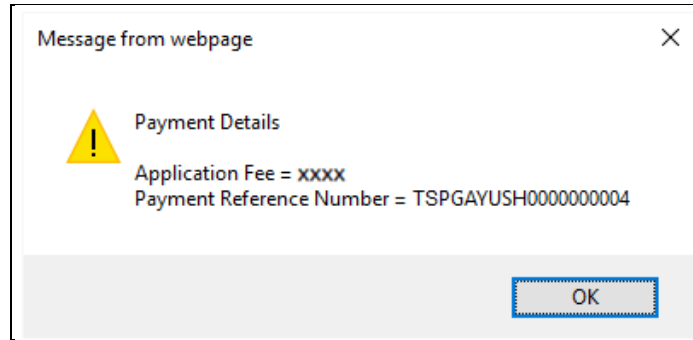 Message from webpage
Payment Details
Application Fee = xxxx
Payment Reference Number = TSPGAYUSH0000000004
OK